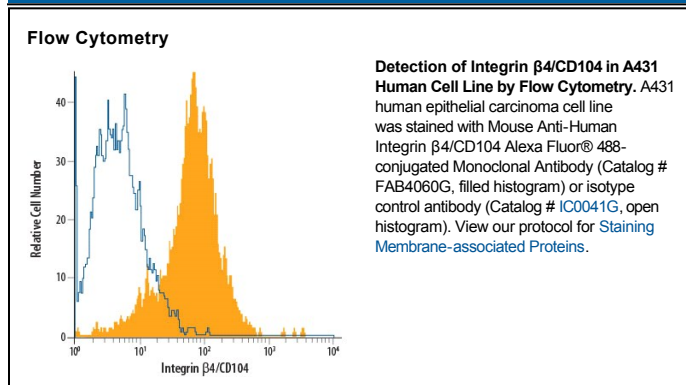 Flow Cytometry
Relative Cell Number
40
30
20
10
0
10⁰ 10¹ 10² 10³ 10⁴
Integrin β4/CD104
Detection of Integrin β4/CD104 in A431
Human Cell Line by Flow Cytometry. A431
human epithelial carcinoma cell line
was stained with Mouse Anti-Human
Integrin β4/CD104 Alexa Fluor® 488-
conjugated Monoclonal Antibody (Catalog #
FAB4060G, filled histogram) or isotype
control antibody (Catalog # IC0041G, open
histogram). View our protocol for Staining
Membrane-associated Proteins.